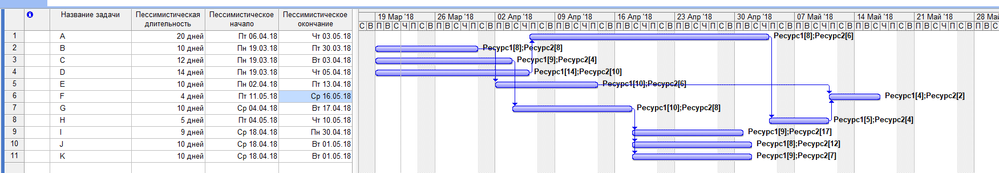 Название задачи
Пессимистическая длительность
Пессимистическое начало
Пессимистическое окончание
19 Мар '18 26 Мар '18 02 Апр '18 09 Апр '18 16 Апр '18 23 Апр '18 30 Апр '18 07 Май '18 14 Май '18 21 Май '18 28 Ма
С В П В С Ч П С В П В С Ч П С В П В С Ч П С В П В С Ч П С В П В С Ч П С В П В С Ч П С В П В С Ч П С В П В С Ч П С В П В С Ч П С В П В С Ч П С В П В С
1 A 20 дней Пт 06.04.18 Чт 03.05.18 Ресурс1[8];Ресурс2[6]
2 B 10 дней Пн 19.03.18 Пт 30.03.18 Ресурс1[8];Ресурс2[8]
3 C 12 дней Пн 19.03.18 Вт 03.04.18 Ресурс1[9];Ресурс2[4]
4 D 14 дней Пн 19.03.18 Чт 05.04.18 Ресурс1[14];Ресурс2[10]
5 E 10 дней Пн 02.04.18 Пт 13.04.18 Ресурс1[10];Ресурс2[6]
6 F 4 дней Пт 11.05.18 Ср 16.05.18 Ресурс1[4];Ресурс2[2]
7 G 10 дней Ср 04.04.18 Вт 17.04.18 Ресурс1[10];Ресурс2[8]
8 H 5 дней Пт 04.05.18 Чт 10.05.18 Ресурс1[5];Ресурс2[4]
9 I 9 дней Ср 18.04.18 Пн 30.04.18 Ресурс1[9];Ресурс2[17]
10 J 10 дней Ср 18.04.18 Вт 01.05.18 Ресурс1[8];Ресурс2[12]
11 K 10 дней Ср 18.04.18 Вт 01.05.18 Ресурс1[9];Ресурс2[7]